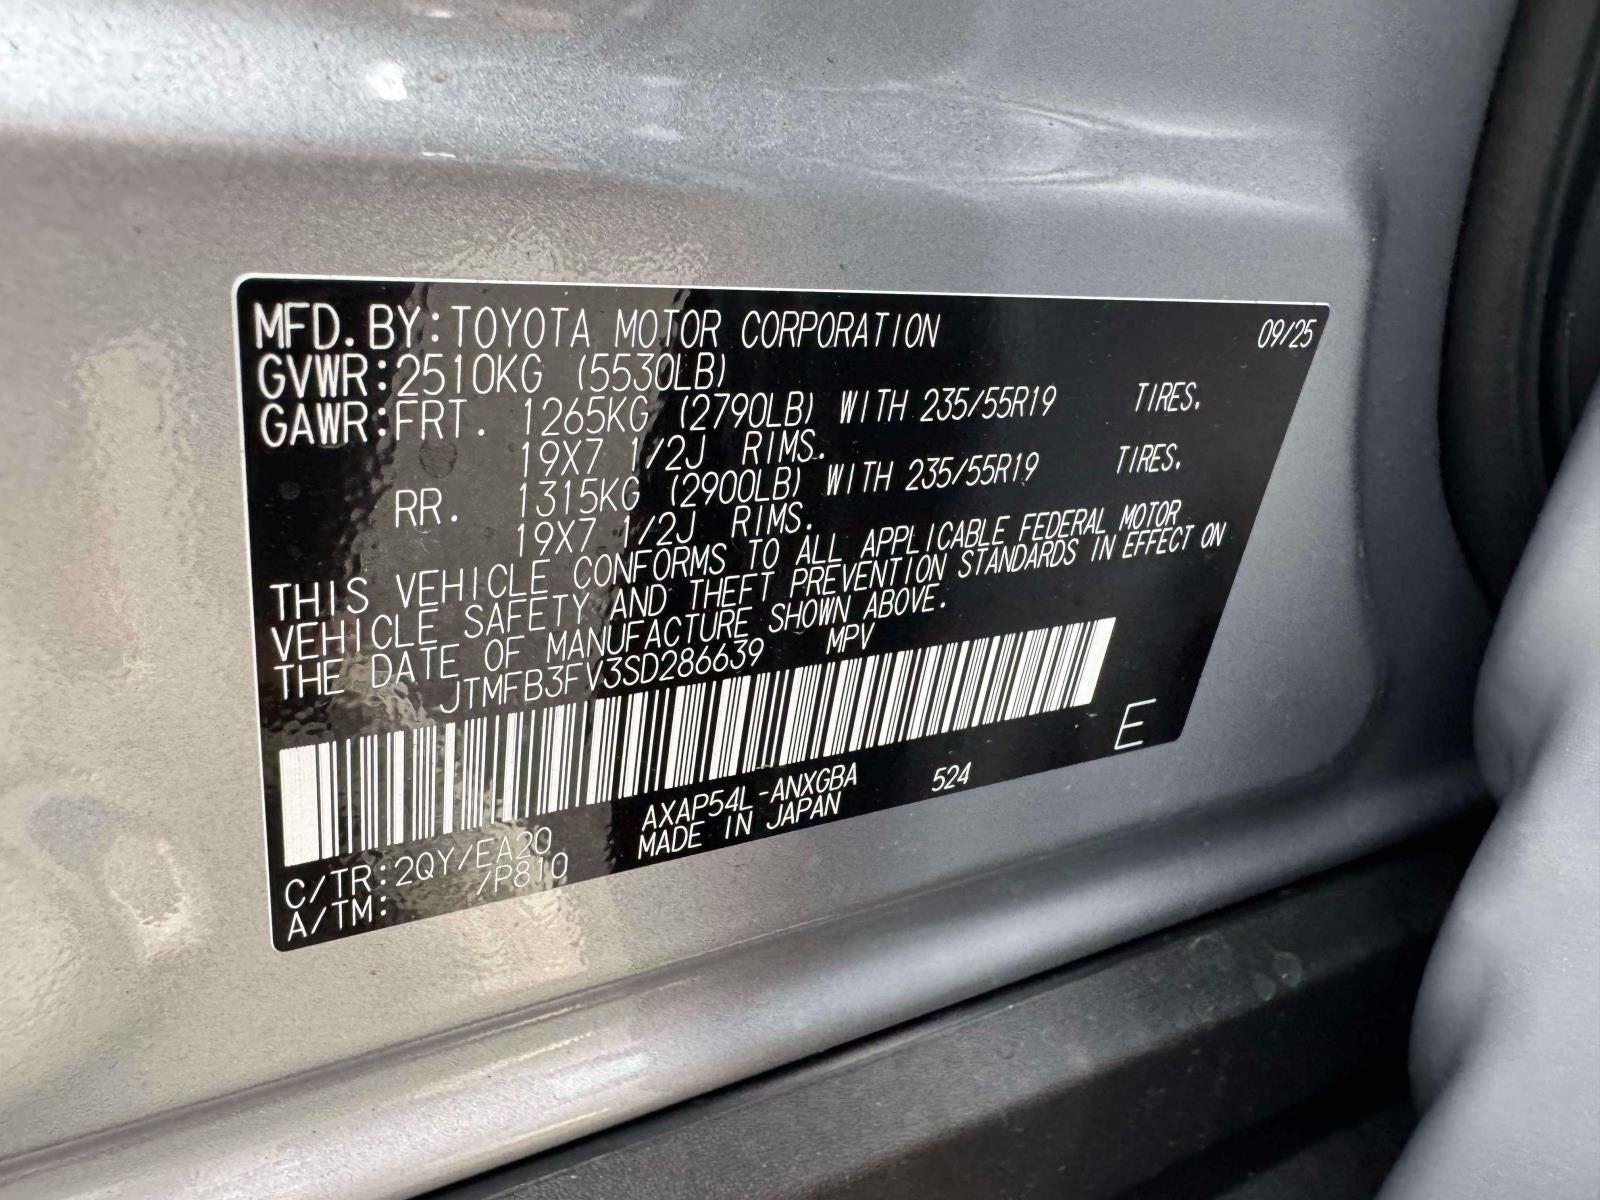 MFD. BY: TOYOTA MOTOR CORPORATION 09/25
GVWR: 2510KG (5530LB)
GAWR: FRT. 1265KG (2790LB) WITH 235/55R19 TIRES.
19X7 1/2J RIMS.
RR. 1315KG (2900LB) WITH 235/55R19 TIRES.
19X7 1/2J RIMS.
THIS VEHICLE CONFORMS TO ALL APPLICABLE FEDERAL MOTOR
VEHICLE SAFETY AND THEFT PREVENTION STANDARDS IN EFFECT ON
THE DATE OF MANUFACTURE SHOWN ABOVE.
JTMFB3FV3SD286639 MPV
E
AXAP54L-ANXGBA 524
MADE IN JAPAN
C/TR: 2QY/EA20
A/TM: /P810